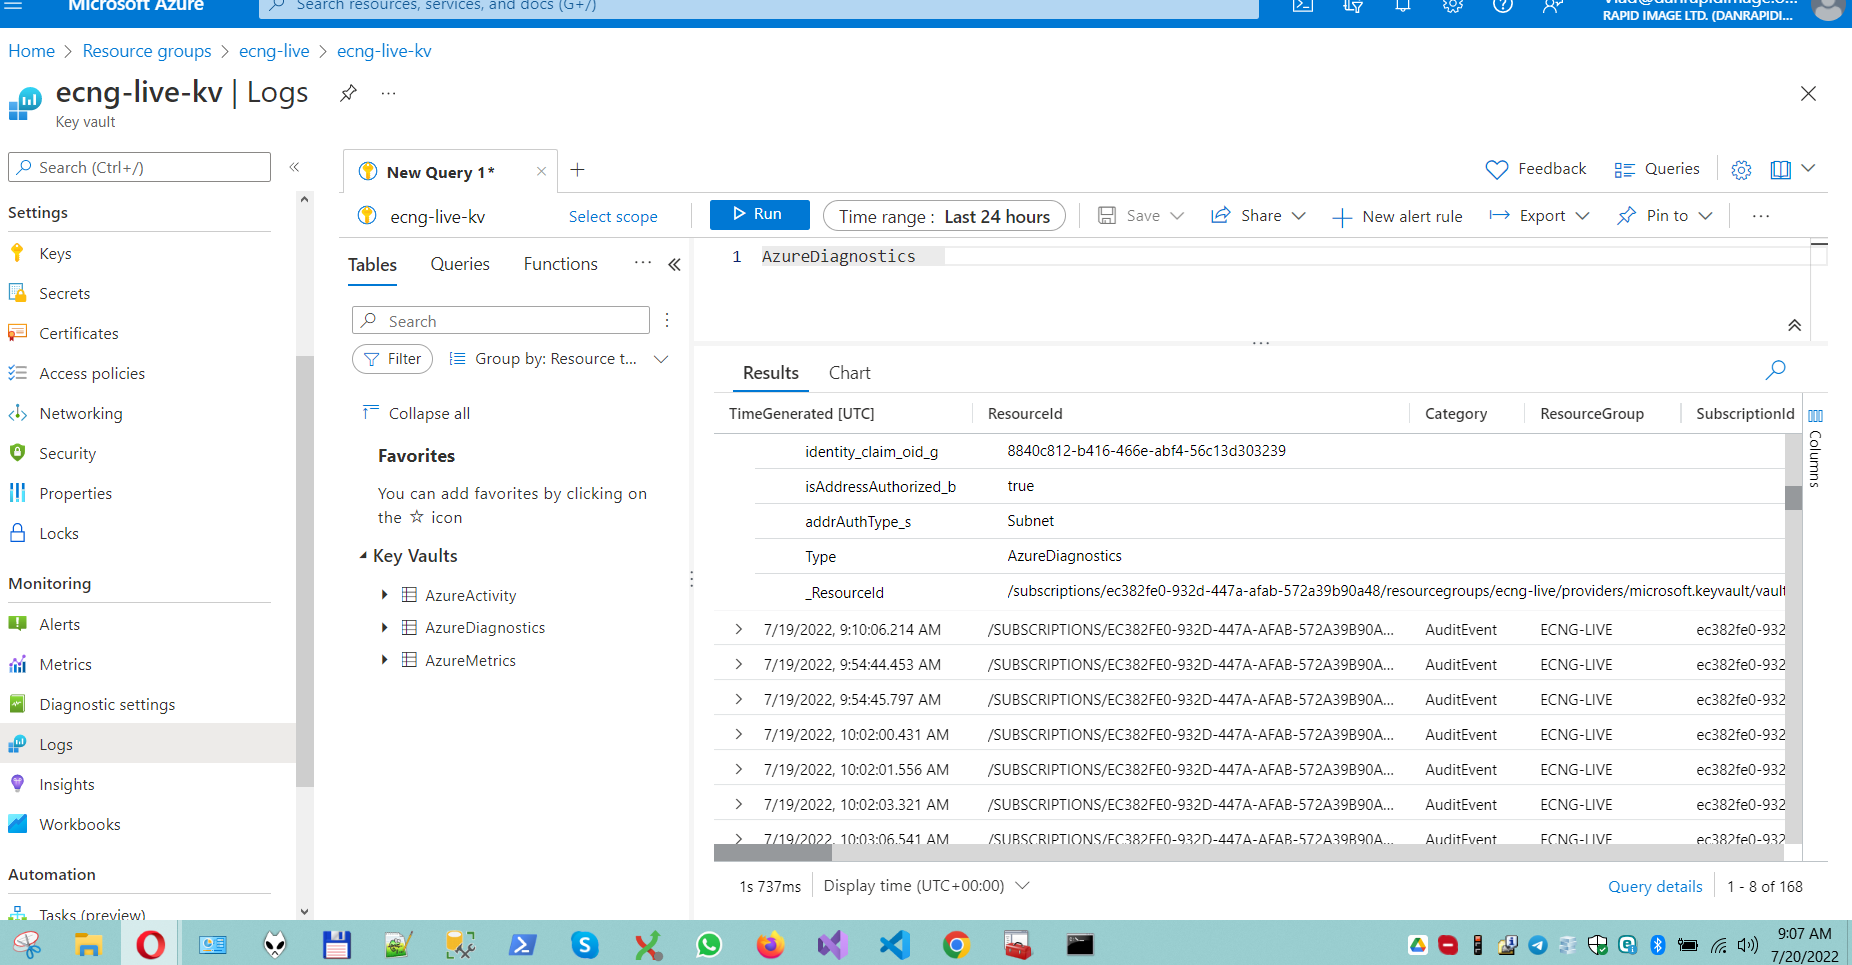 Microsoft Azure
Search resources, services, and docs (G+/)
RAPID IMAGE LTD. (DANRAPIDI...
Home > Resource groups > ecng-live > ecng-live-kv
ecng-live-kv | Logs ...
Key vault
Search (Ctrl+/)
Settings
Keys
Secrets
Certificates
Access policies
Networking
Security
Properties
Locks
Monitoring
Alerts
Metrics
Diagnostic settings
Logs
Insights
Workbooks
Automation
Tasks (preview)
New Query 1*
Feedback
Queries
ecng-live-kv
Select scope
Run
Time range : Last 24 hours
Save
Share
New alert rule
Export
Pin to
...
Tables
Queries
Functions
...
Search
Filter
Group by: Resource t...
Collapse all
Favorites
You can add favorites by clicking on
the ☆ icon
Key Vaults
AzureActivity
AzureDiagnostics
AzureMetrics
1 AzureDiagnostics
Results
Chart
TimeGenerated [UTC] ResourceId Category ResourceGroup SubscriptionId
Columns
identity_claim_oid_g 8840c812-b416-466e-abf4-56c13d303239
isAddressAuthorized_b true
addrAuthType_s Subnet
Type AzureDiagnostics
_ResourceId /subscriptions/ec382fe0-932d-447a-afab-572a39b90a48/resourcegroups/ecng-live/providers/microsoft.keyvault/vault
7/19/2022, 9:10:06.214 AM /SUBSCRIPTIONS/EC382FE0-932D-447A-AFAB-572A39B90A... AuditEvent ECNG-LIVE ec382fe0-932
7/19/2022, 9:54:44.453 AM /SUBSCRIPTIONS/EC382FE0-932D-447A-AFAB-572A39B90A... AuditEvent ECNG-LIVE ec382fe0-932
7/19/2022, 9:54:45.797 AM /SUBSCRIPTIONS/EC382FE0-932D-447A-AFAB-572A39B90A... AuditEvent ECNG-LIVE ec382fe0-932
7/19/2022, 10:02:00.431 AM /SUBSCRIPTIONS/EC382FE0-932D-447A-AFAB-572A39B90A... AuditEvent ECNG-LIVE ec382fe0-932
7/19/2022, 10:02:01.556 AM /SUBSCRIPTIONS/EC382FE0-932D-447A-AFAB-572A39B90A... AuditEvent ECNG-LIVE ec382fe0-932
7/19/2022, 10:02:03.321 AM /SUBSCRIPTIONS/EC382FE0-932D-447A-AFAB-572A39B90A... AuditEvent ECNG-LIVE ec382fe0-932
7/19/2022, 10:03:06.541 AM /SUBSCRIPTIONS/EC382FE0-932D-447A-AFAB-572A39B90A... AuditEvent ECNG-LIVE ec382fe0-932
1s 737ms
Display time (UTC+00:00)
Query details
1 - 8 of 168
9:07 AM
7/20/2022